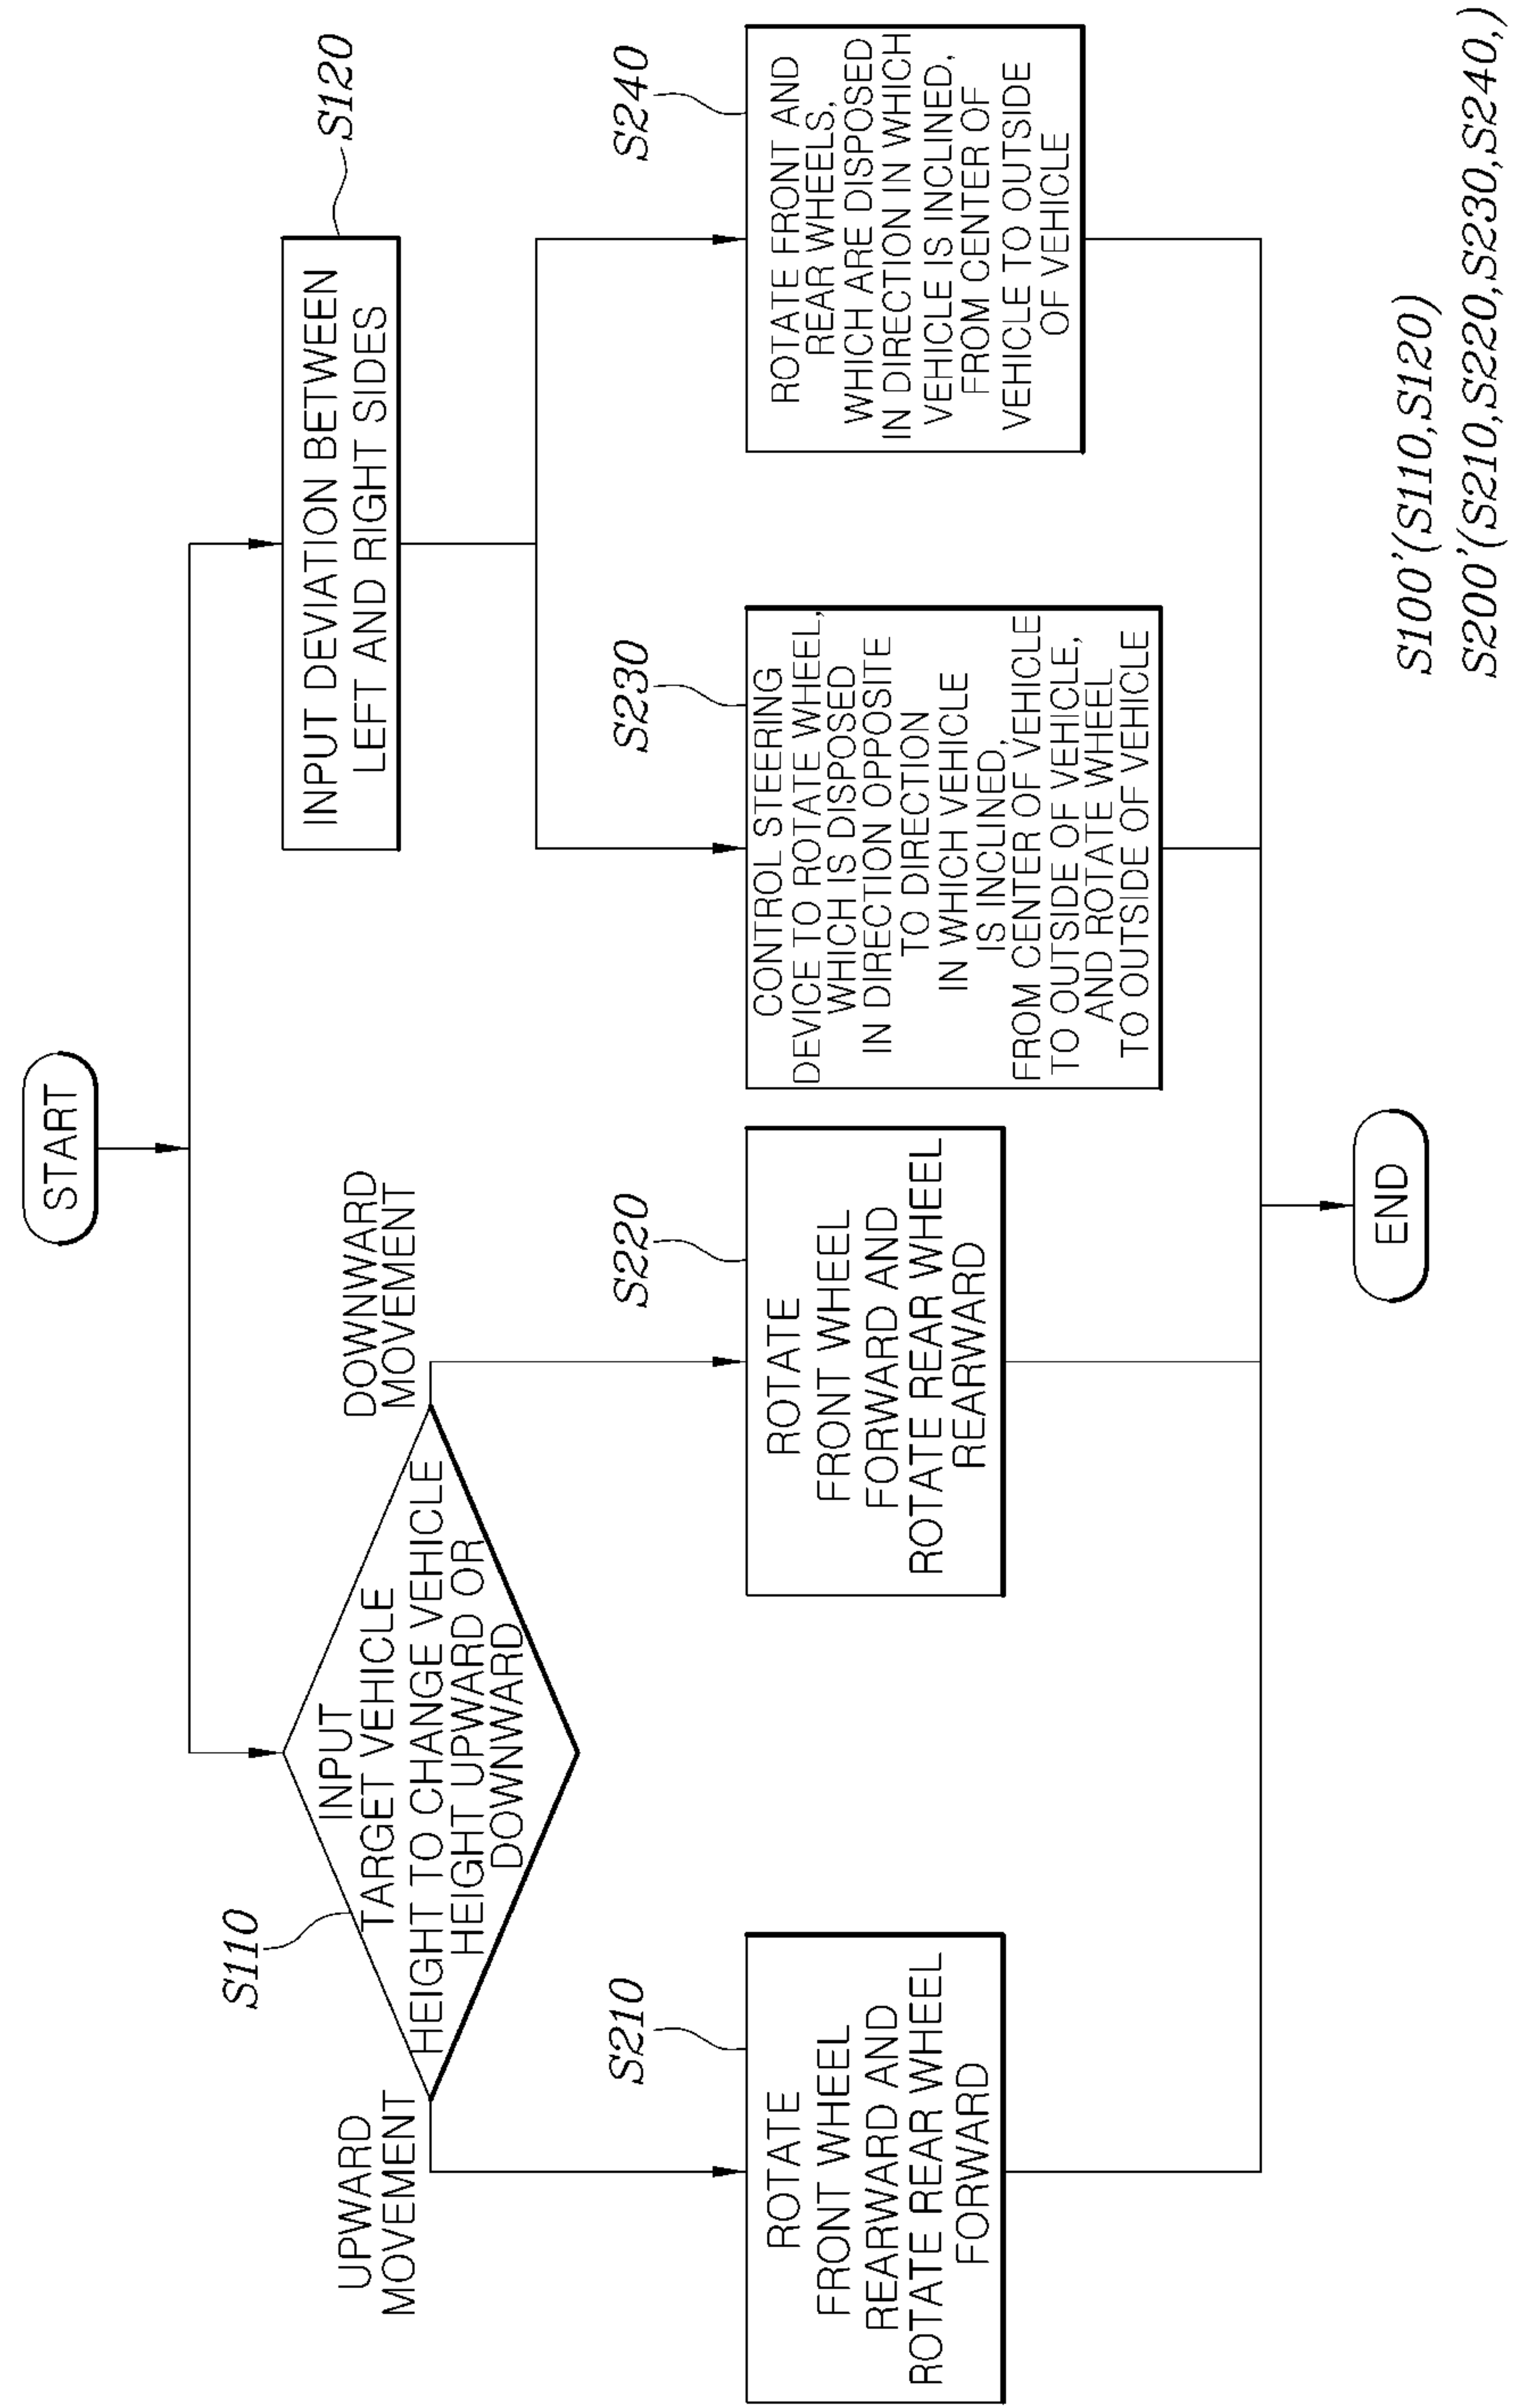 START
S110
INPUT
TARGET VEHICLE
HEIGHT TO CHANGE VEHICLE
HEIGHT UPWARD OR
DOWNWARD
UPWARD
MOVEMENT
DOWNWARD
MOVEMENT
S120
INPUT DEVIATION BETWEEN
LEFT AND RIGHT SIDES
S210
ROTATE
FRONT WHEEL
REARWARD AND
ROTATE REAR WHEEL
FORWARD
S220
ROTATE
FRONT WHEEL
FORWARD AND
ROTATE REAR WHEEL
REARWARD
S230
CONTROL STEERING
DEVICE TO ROTATE WHEEL,
WHICH IS DISPOSED
IN DIRECTION OPPOSITE
TO DIRECTION
IN WHICH VEHICLE
IS INCLINED,
FROM CENTER OF VEHICLE
TO OUTSIDE OF VEHICLE,
AND ROTATE WHEEL
TO OUTSIDE OF VEHICLE
S240
ROTATE FRONT AND
REAR WHEELS,
WHICH ARE DISPOSED
IN DIRECTION IN WHICH
VEHICLE IS INCLINED,
FROM CENTER OF
VEHICLE TO OUTSIDE
OF VEHICLE
END
S100'(S110,S120)
S200'(S210,S220,S230,S240,)